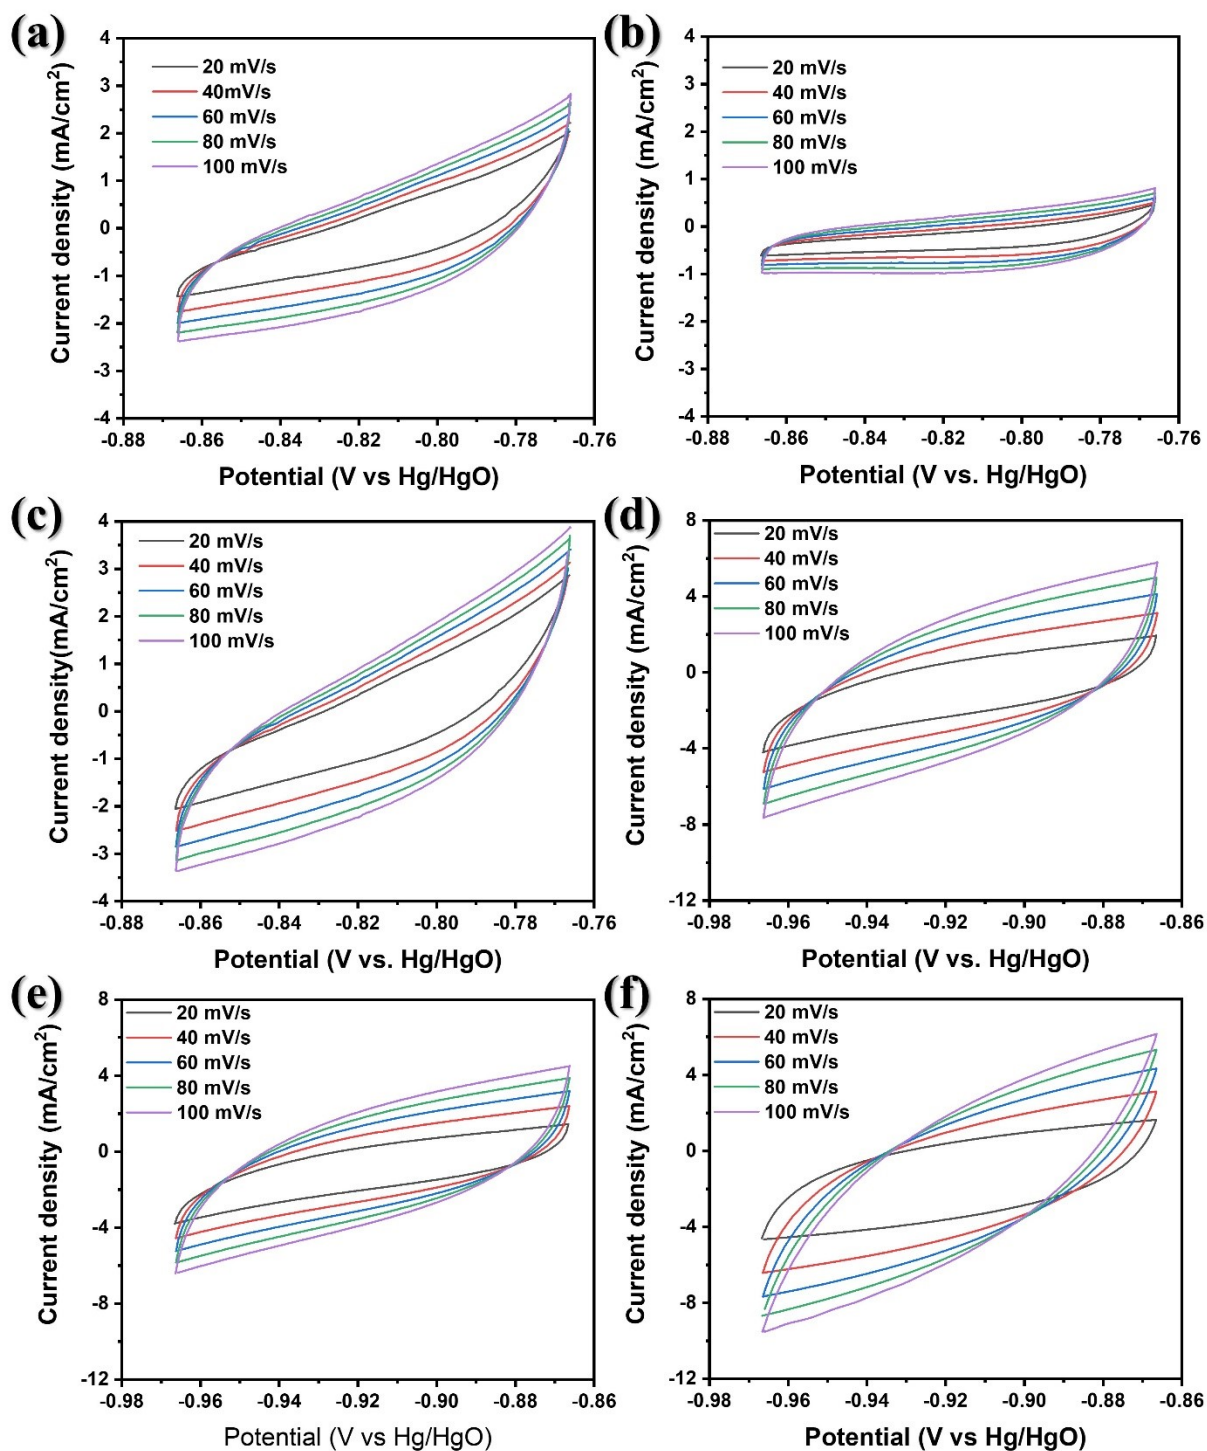 (a)
4
3
2
1
0
-1
-2
-3
-4
Current density (mA/cm²)
20 mV/s
40mV/s
60 mV/s
80 mV/s
100 mV/s
-0.88 -0.86 -0.84 -0.82 -0.80 -0.78 -0.76
Potential (V vs Hg/HgO)
(b)
4
3
2
1
0
-1
-2
-3
-4
Current density (mA/cm²)
20 mV/s
40 mV/s
60 mV/s
80 mV/s
100 mV/s
-0.88 -0.86 -0.84 -0.82 -0.80 -0.78 -0.76
Potential (V vs. Hg/HgO)
(c)
4
3
2
1
0
-1
-2
-3
-4
Current density(mA/cm²)
20 mV/s
40 mV/s
60 mV/s
80 mV/s
100 mV/s
-0.88 -0.86 -0.84 -0.82 -0.80 -0.78 -0.76
Potential (V vs. Hg/HgO)
(d)
8
4
0
-4
-8
-12
Current density (mA/cm²)
20 mV/s
40 mV/s
60 mV/s
80 mV/s
100 mV/s
-0.98 -0.96 -0.94 -0.92 -0.90 -0.88 -0.86
Potential (V vs. Hg/HgO)
(e)
8
4
0
-4
-8
-12
Current density (mA/cm²)
20 mV/s
40 mV/s
60 mV/s
80 mV/s
100 mV/s
-0.98 -0.96 -0.94 -0.92 -0.90 -0.88 -0.86
Potential (V vs Hg/HgO)
(f)
8
4
0
-4
-8
-12
Current density (mA/cm²)
20 mV/s
40 mV/s
60 mV/s
80 mV/s
100 mV/s
-0.98 -0.96 -0.94 -0.92 -0.90 -0.88 -0.86
Potential (V vs Hg/HgO)